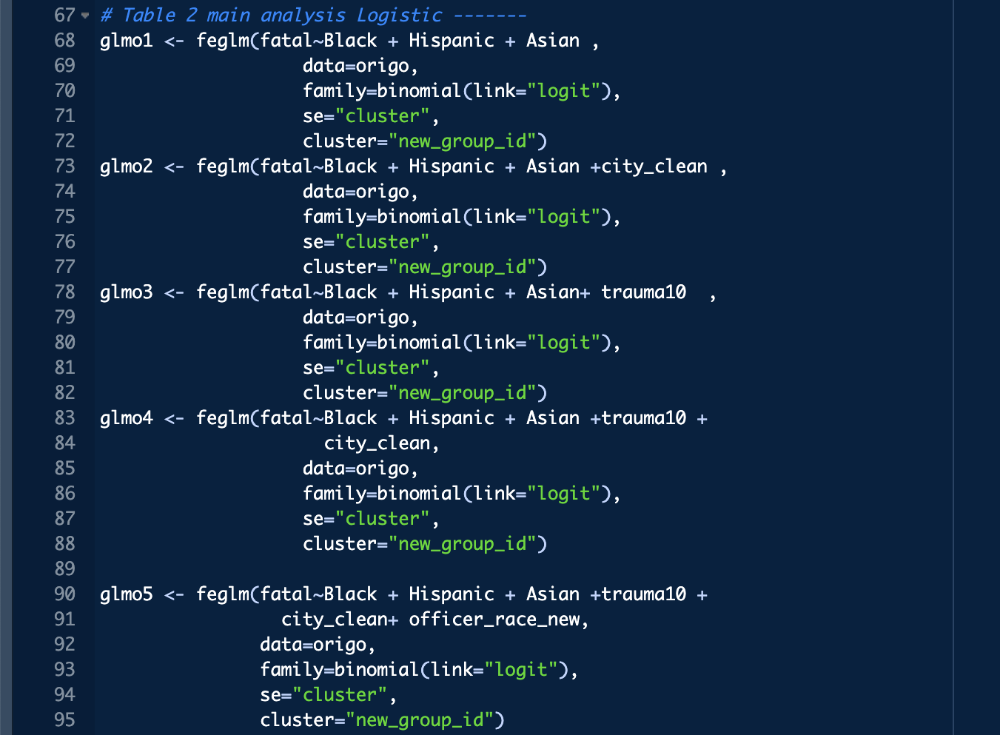 67 # Table 2 main analysis Logistic -------
68 glmo1 <- feglm(fatal~Black + Hispanic + Asian ,
69                    data=origo,
70                    family=binomial(link="logit"),
71                    se="cluster",
72                    cluster="new_group_id")
73 glmo2 <- feglm(fatal~Black + Hispanic + Asian +city_clean ,
74                    data=origo,
75                    family=binomial(link="logit"),
76                    se="cluster",
77                    cluster="new_group_id")
78 glmo3 <- feglm(fatal~Black + Hispanic + Asian+ trauma10  ,
79                    data=origo,
80                    family=binomial(link="logit"),
81                    se="cluster",
82                    cluster="new_group_id")
83 glmo4 <- feglm(fatal~Black + Hispanic + Asian +trauma10 +
84                      city_clean,
85                    data=origo,
86                    family=binomial(link="logit"),
87                    se="cluster",
88                    cluster="new_group_id")
89
90 glmo5 <- feglm(fatal~Black + Hispanic + Asian +trauma10 +
91                  city_clean+ officer_race_new,
92                data=origo,
93                family=binomial(link="logit"),
94                se="cluster",
95                cluster="new_group_id")